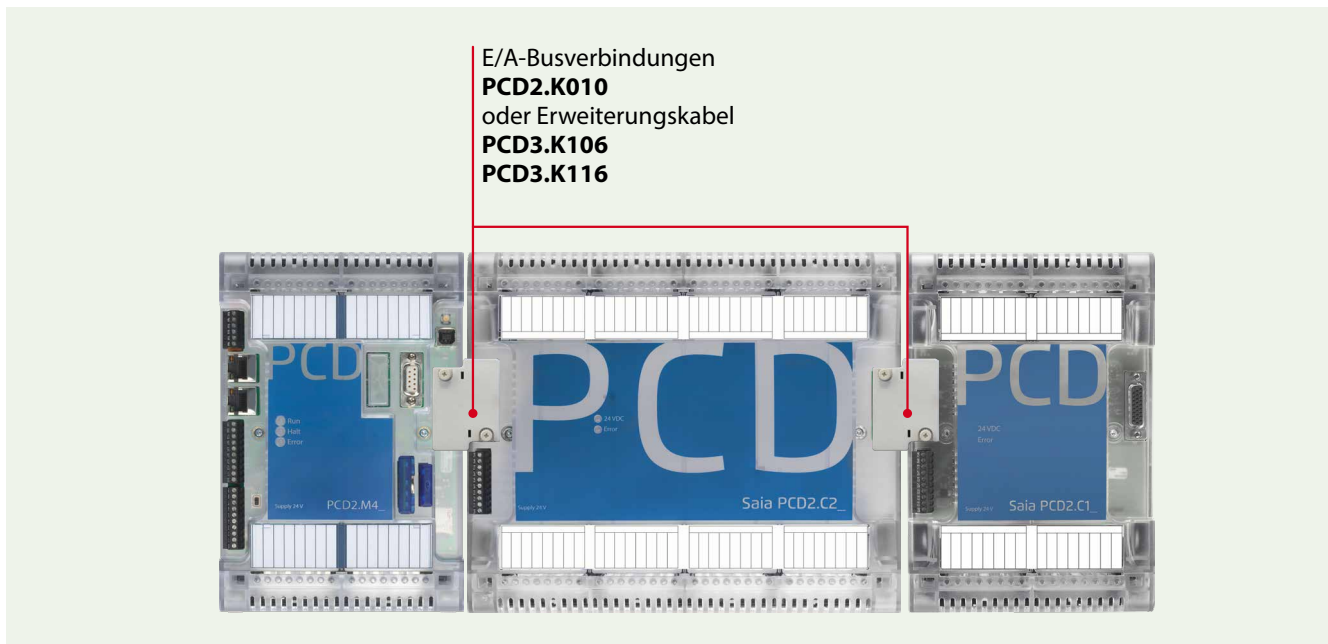 E/A-Busverbindungen
PCD2.K010
oder Erweiterungskabel
PCD3.K106
PCD3.K116
PCD
Run
Halt
Error
Supply 24 V
PCD2.M4_
PCD
24 VDC
Error
Supply 24 V
Saia PCD2.C2_
PCD
24 VDC
Error
Supply 24 V
Saia PCD2.C1_